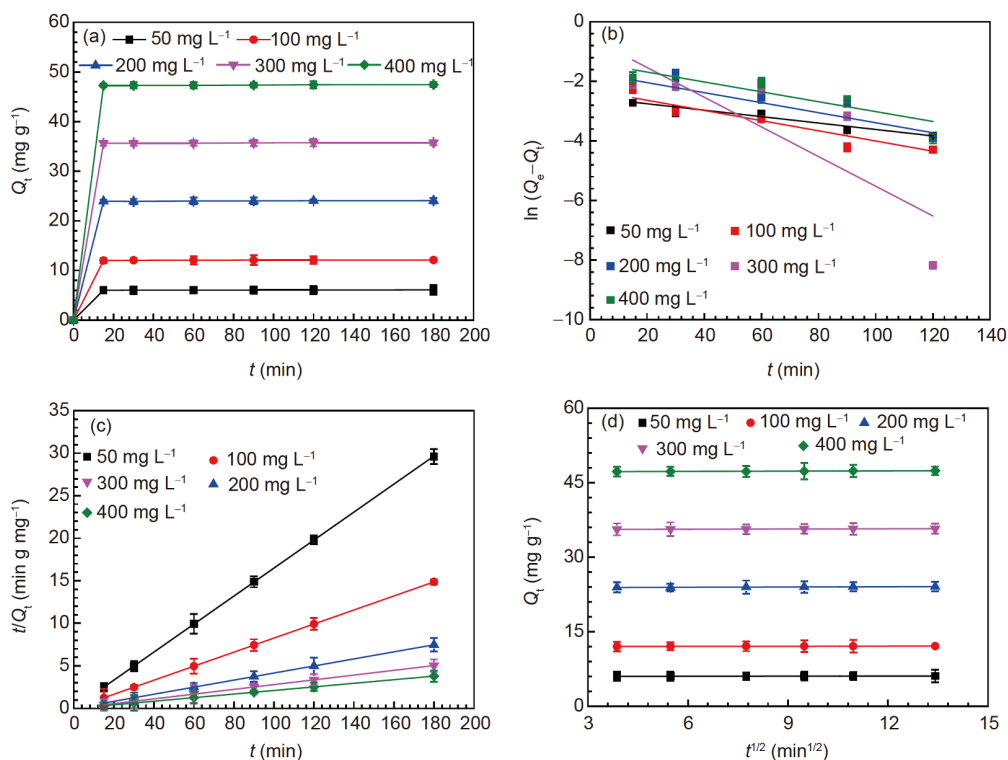 (a)
50 mg L⁻¹ 100 mg L⁻¹
200 mg L⁻¹ 300 mg L⁻¹ 400 mg L⁻¹
60
50
40
30
20
10
0
Qt (mg g⁻¹)
0 20 40 60 80 100 120 140 160 180 200
t (min)
(b)
0
−2
−4
−6
−8
−10
ln (Qe−Qt)
50 mg L⁻¹ 100 mg L⁻¹
200 mg L⁻¹ 300 mg L⁻¹
400 mg L⁻¹
0 20 40 60 80 100 120 140
t (min)
(c)
50 mg L⁻¹ 100 mg L⁻¹
300 mg L⁻¹ 200 mg L⁻¹
400 mg L⁻¹
35
30
25
20
15
10
5
0
t/Qt (min g mg⁻¹)
0 20 40 60 80 100 120 140 160 180 200
t (min)
(d)
50 mg L⁻¹ 100 mg L⁻¹ 200 mg L⁻¹
300 mg L⁻¹ 400 mg L⁻¹
60
45
30
15
0
Qt (mg g⁻¹)
3 6 9 12 15
t¹/² (min¹/²)